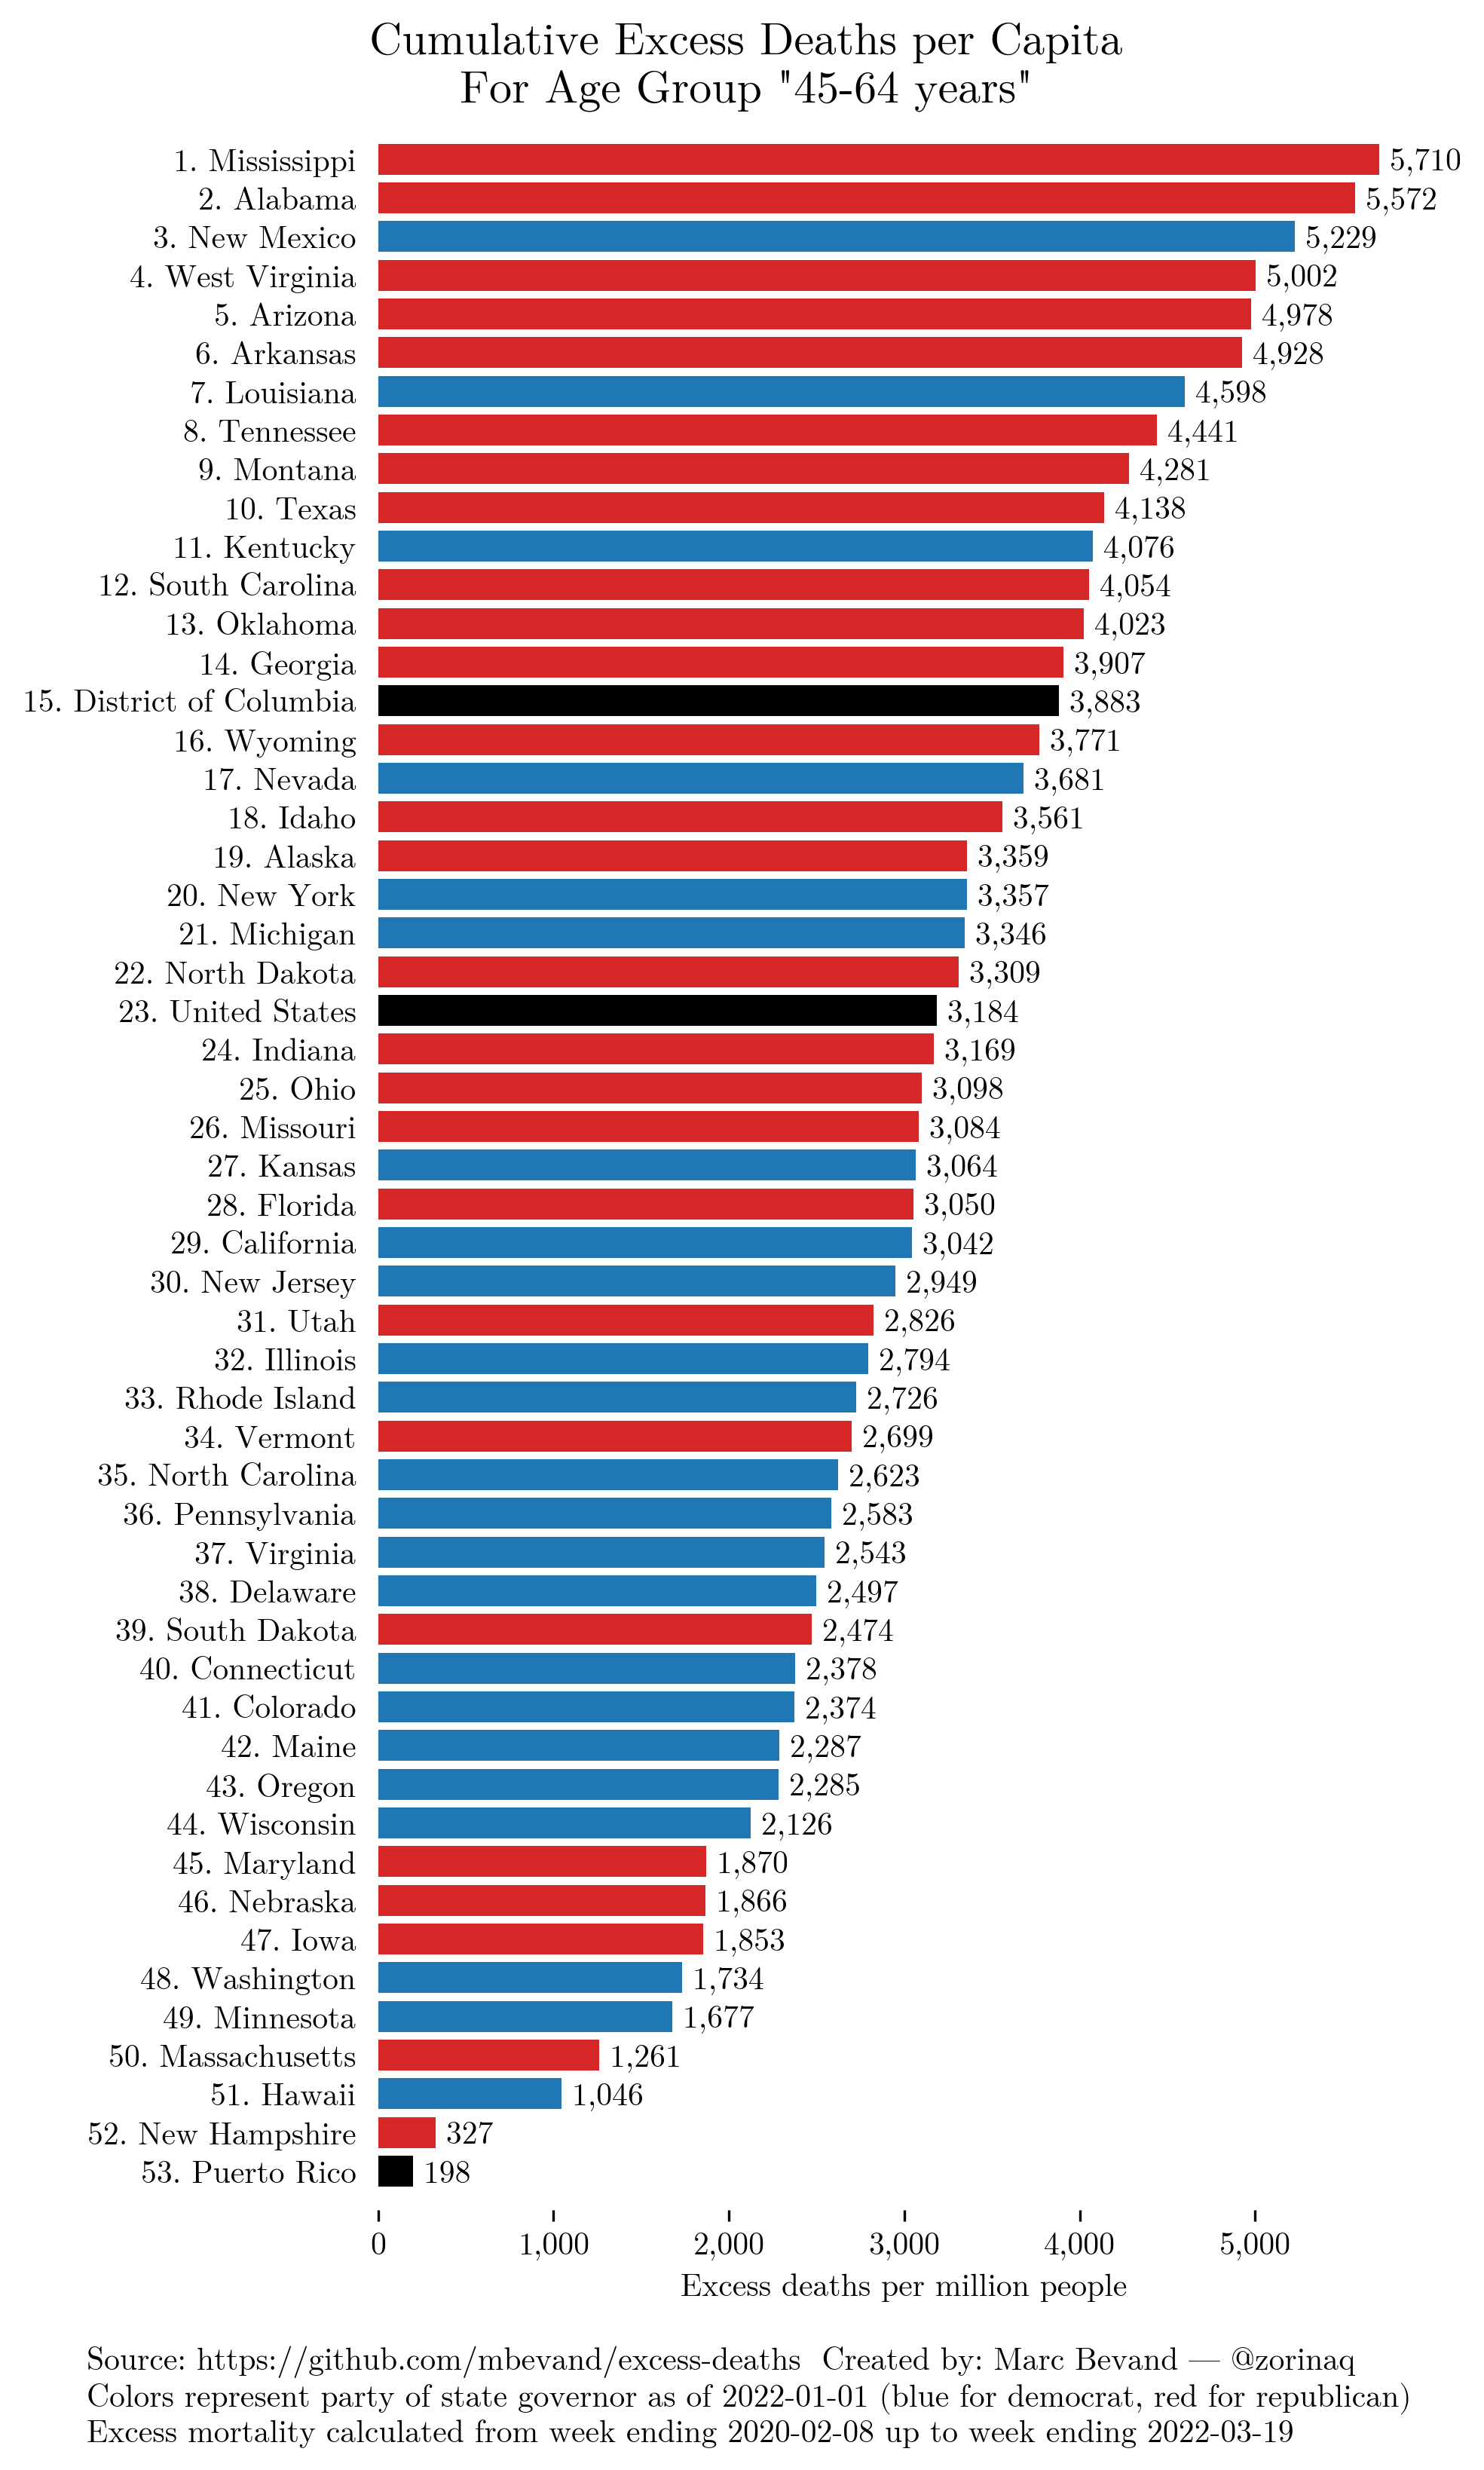 Cumulative Excess Deaths per Capita
For Age Group "45-64 years"
1. Mississippi 5,710
2. Alabama 5,572
3. New Mexico 5,229
4. West Virginia 5,002
5. Arizona 4,978
6. Arkansas 4,928
7. Louisiana 4,598
8. Tennessee 4,441
9. Montana 4,281
10. Texas 4,138
11. Kentucky 4,076
12. South Carolina 4,054
13. Oklahoma 4,023
14. Georgia 3,907
15. District of Columbia 3,883
16. Wyoming 3,771
17. Nevada 3,681
18. Idaho 3,561
19. Alaska 3,359
20. New York 3,357
21. Michigan 3,346
22. North Dakota 3,309
23. United States 3,184
24. Indiana 3,169
25. Ohio 3,098
26. Missouri 3,084
27. Kansas 3,064
28. Florida 3,050
29. California 3,042
30. New Jersey 2,949
31. Utah 2,826
32. Illinois 2,794
33. Rhode Island 2,726
34. Vermont 2,699
35. North Carolina 2,623
36. Pennsylvania 2,583
37. Virginia 2,543
38. Delaware 2,497
39. South Dakota 2,474
40. Connecticut 2,378
41. Colorado 2,374
42. Maine 2,287
43. Oregon 2,285
44. Wisconsin 2,126
45. Maryland 1,870
46. Nebraska 1,866
47. Iowa 1,853
48. Washington 1,734
49. Minnesota 1,677
50. Massachusetts 1,261
51. Hawaii 1,046
52. New Hampshire 327
53. Puerto Rico 198
0 1,000 2,000 3,000 4,000 5,000
Excess deaths per million people
Source: https://github.com/mbevand/excess-deaths Created by: Marc Bevand — @zorinaq
Colors represent party of state governor as of 2022-01-01 (blue for democrat, red for republican)
Excess mortality calculated from week ending 2020-02-08 up to week ending 2022-03-19